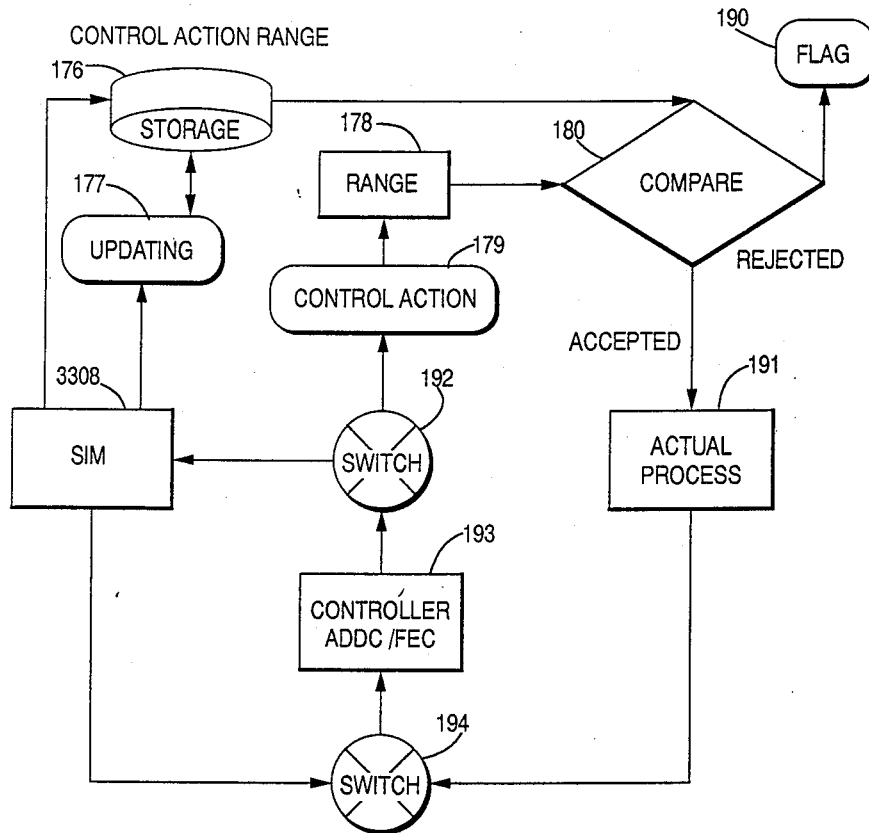 190
FLAG
CONTROL ACTION RANGE
176
STORAGE
178
RANGE
180
COMPARE
177
UPDATING
179
CONTROL ACTION
REJECTED
ACCEPTED
3308
SIM
192
SWITCH
191
ACTUAL
PROCESS
193
CONTROLLER
ADDC /FEC
194
SWITCH